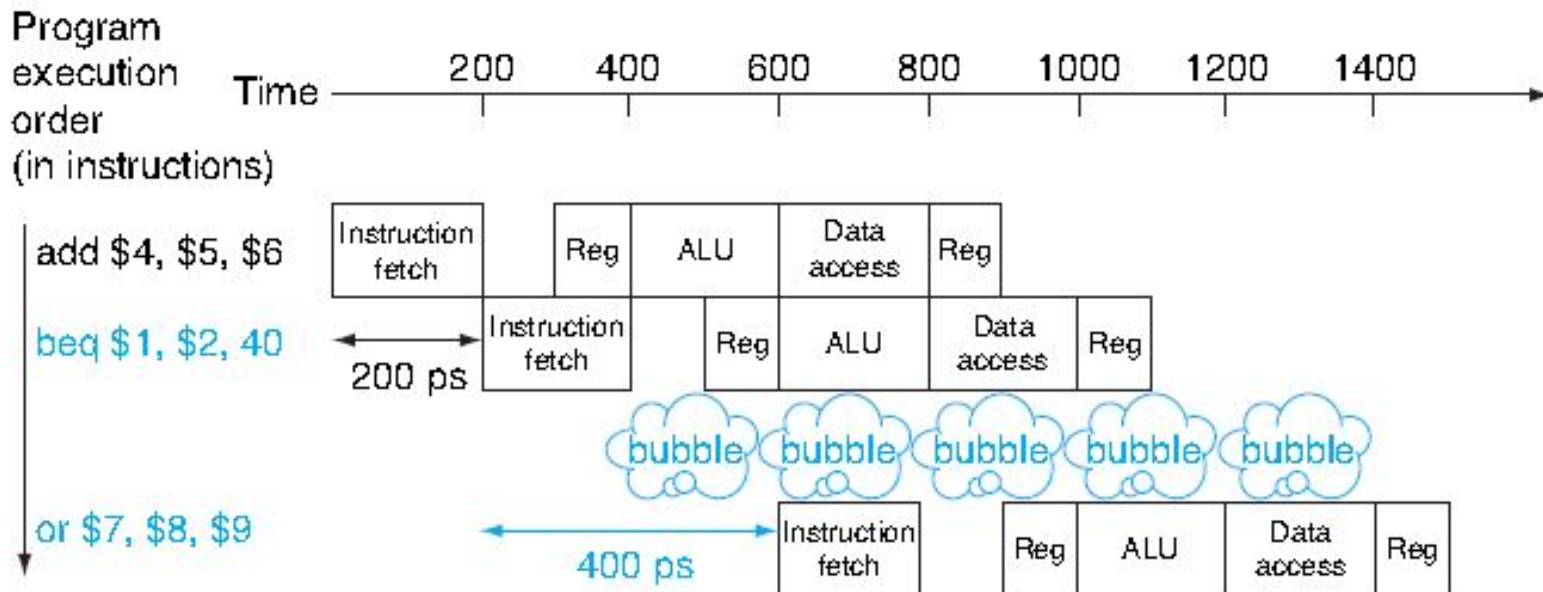 Program
execution
order
(in instructions)
Time
200 400 600 800 1000 1200 1400
add $4, $5, $6
Instruction
fetch
Reg
ALU
Data
access
Reg
beq $1, $2, 40
200 ps
Instruction
fetch
Reg
ALU
Data
access
Reg
bubble bubble bubble bubble bubble
or $7, $8, $9
400 ps
Instruction
fetch
Reg
ALU
Data
access
Reg